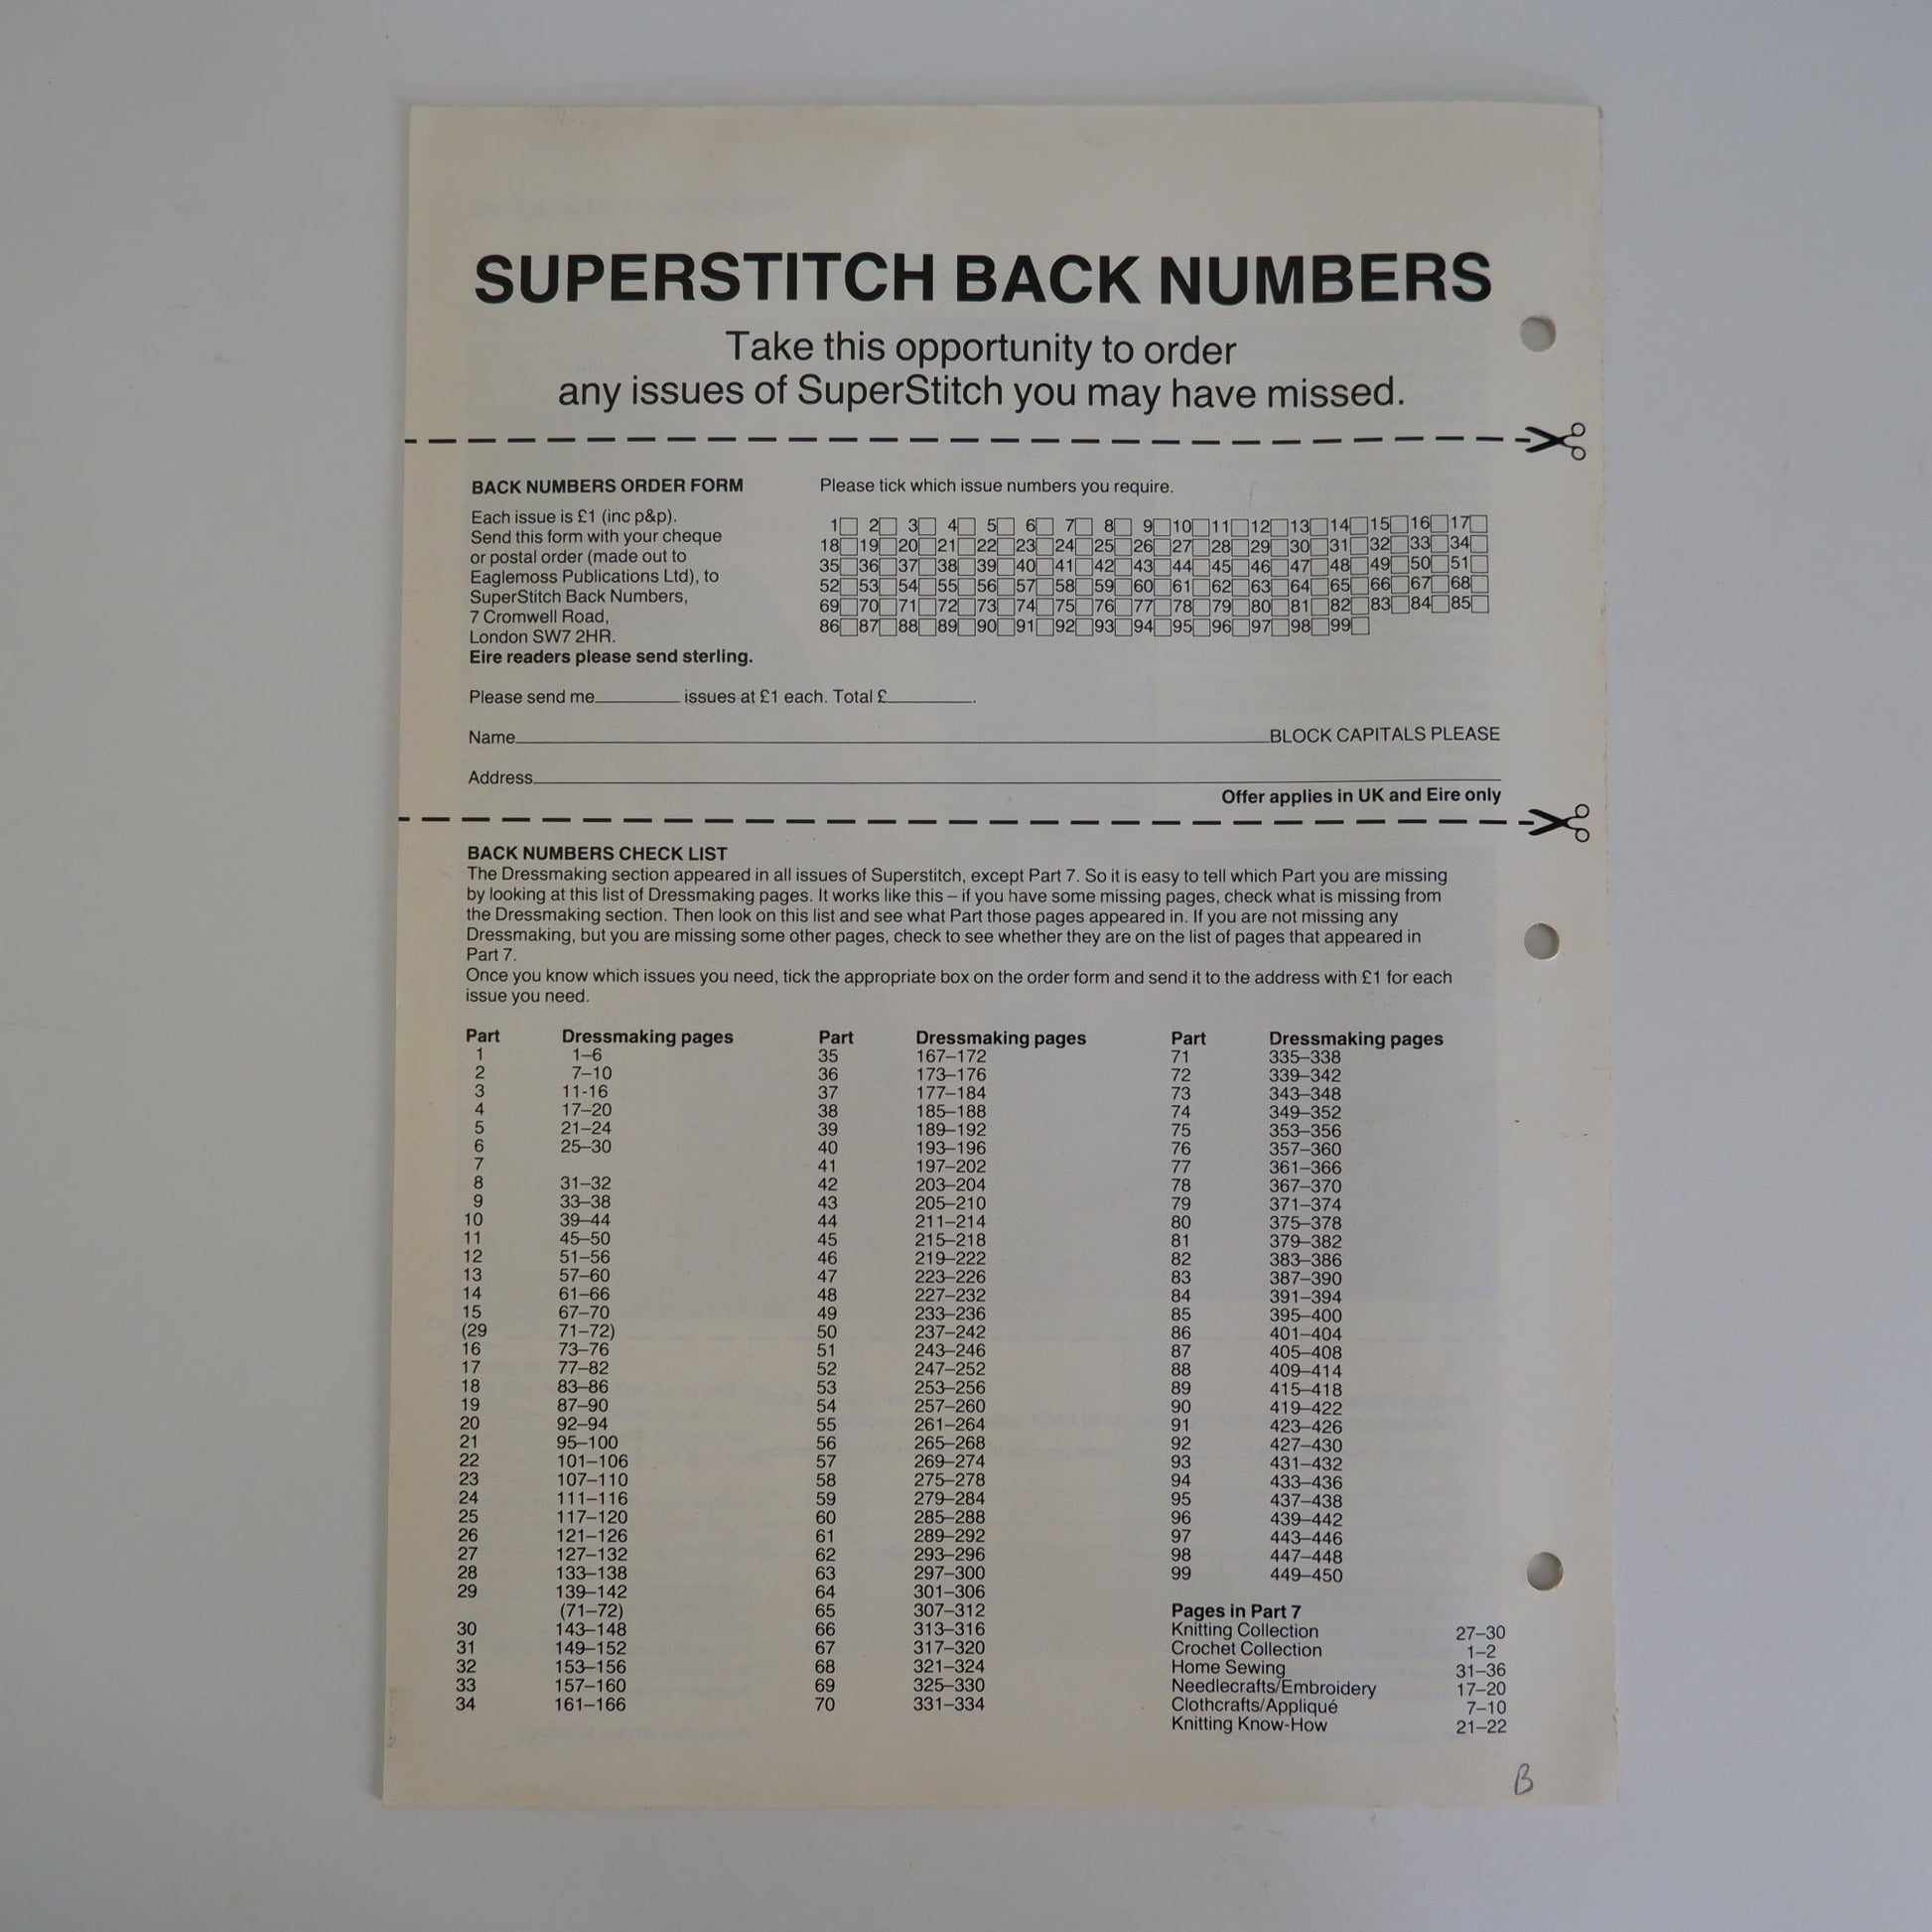 SUPERSTITCH BACK NUMBERS
Take this opportunity to order
any issues of SuperStitch you may have missed.
BACK NUMBERS ORDER FORM
Each issue is £1 (inc p&p).
Send this form with your cheque
or postal order (made out to
Eaglemoss Publications Ltd), to
SuperStitch Back Numbers,
7 Cromwell Road,
London SW7 2HR.
Eire readers please send sterling.
Please tick which issue numbers you require.
1 2 3 4 5 6 7 8 9 10 11 12 13 14 15 16 17
18 19 20 21 22 23 24 25 26 27 28 29 30 31 32 33 34
35 36 37 38 39 40 41 42 43 44 45 46 47 48 49 50 51
52 53 54 55 56 57 58 59 60 61 62 63 64 65 66 67 68
69 70 71 72 73 74 75 76 77 78 79 80 81 82 83 84 85
86 87 88 89 90 91 92 93 94 95 96 97 98 99
Please send me issues at £1 each. Total £ .
Name BLOCK CAPITALS PLEASE
Address
Offer applies in UK and Eire only
BACK NUMBERS CHECK LIST
The Dressmaking section appeared in all issues of Superstitch, except Part 7. So it is easy to tell which Part you are missing
by looking at this list of Dressmaking pages. It works like this – if you have some missing pages, check what is missing from
the Dressmaking section. Then look on this list and see what Part those pages appeared in. If you are not missing any
Dressmaking, but you are missing some other pages, check to see whether they are on the list of pages that appeared in
Part 7.
Once you know which issues you need, tick the appropriate box on the order form and send it to the address with £1 for each
issue you need.
Part Dressmaking pages
1 1–6
2 7–10
3 11-16
4 17–20
5 21–24
6 25–30
7
8 31–32
9 33–38
10 39–44
11 45–50
12 51–56
13 57–60
14 61–66
15 67–70
(29 71–72)
16 73–76
17 77–82
18 83–86
19 87–90
20 92–94
21 95–100
22 101–106
23 107–110
24 111–116
25 117–120
26 121–126
27 127–132
28 133–138
29 139–142
(71–72)
30 143–148
31 149–152
32 153–156
33 157–160
34 161–166
Part Dressmaking pages
35 167–172
36 173–176
37 177–184
38 185–188
39 189–192
40 193–196
41 197–202
42 203–204
43 205–210
44 211–214
45 215–218
46 219–222
47 223–226
48 227–232
49 233–236
50 237–242
51 243–246
52 247–252
53 253–256
54 257–260
55 261–264
56 265–268
57 269–274
58 275–278
59 279–284
60 285–288
61 289–292
62 293–296
63 297–300
64 301–306
65 307–312
66 313–316
67 317–320
68 321–324
69 325–330
70 331–334
Part Dressmaking pages
71 335–338
72 339–342
73 343–348
74 349–352
75 353–356
76 357–360
77 361–366
78 367–370
79 371–374
80 375–378
81 379–382
82 383–386
83 387–390
84 391–394
85 395–400
86 401–404
87 405–408
88 409–414
89 415–418
90 419–422
91 423–426
92 427–430
93 431–432
94 433–436
95 437–438
96 439–442
97 443–446
98 447–448
99 449–450
Pages in Part 7
Knitting Collection 27–30
Crochet Collection 1–2
Home Sewing 31–36
Needlecrafts/Embroidery 17–20
Clothcrafts/Appliqué 7–10
Knitting Know-How 21–22
B